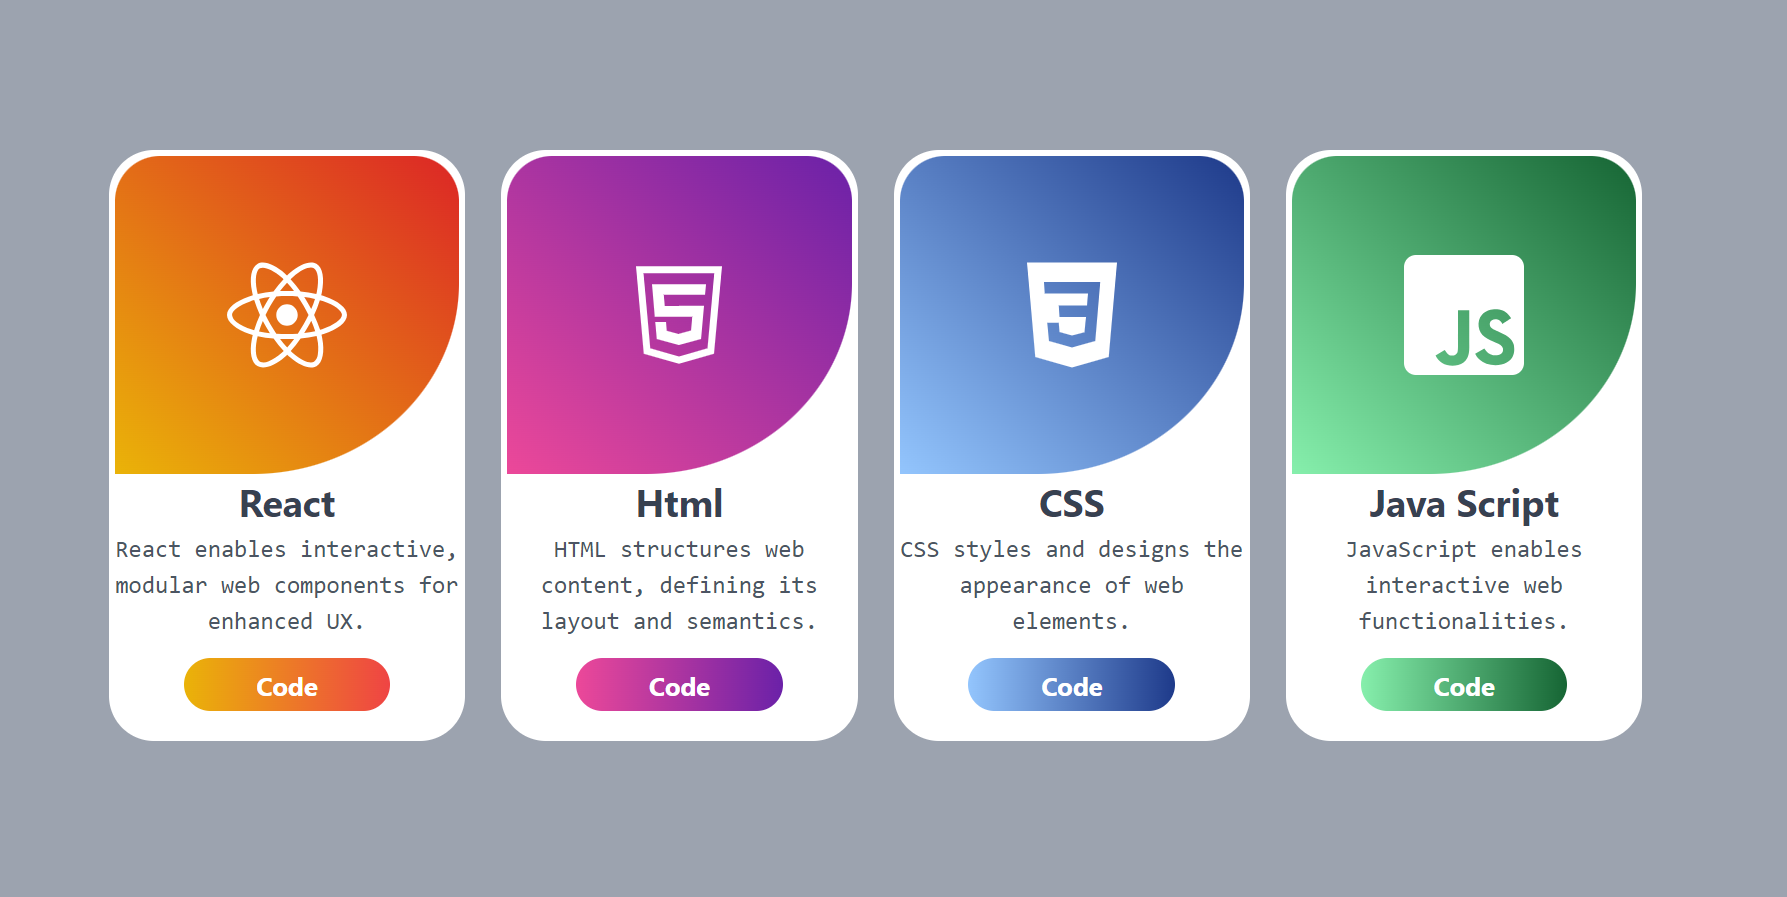 React
React enables interactive,
modular web components for
enhanced UX.
Code
5
Html
HTML structures web
content, defining its
layout and semantics.
Code
3
CSS
CSS styles and designs the
appearance of web
elements.
Code
JS
Java Script
JavaScript enables
interactive web
functionalities.
Code